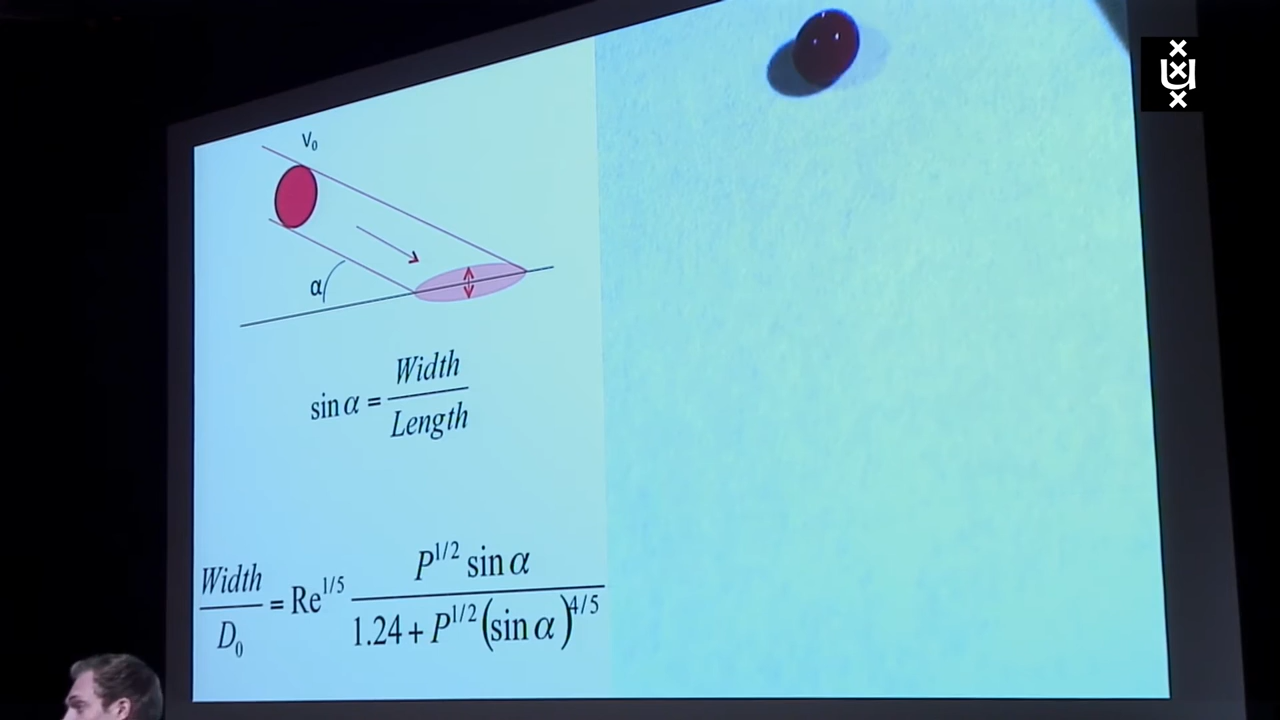 V₀
α
sin α = Width / Length
Width / D₀ = Re^1/5 P^1/2 sin α / 1.24 + P^1/2 (sin α)^4/5
U